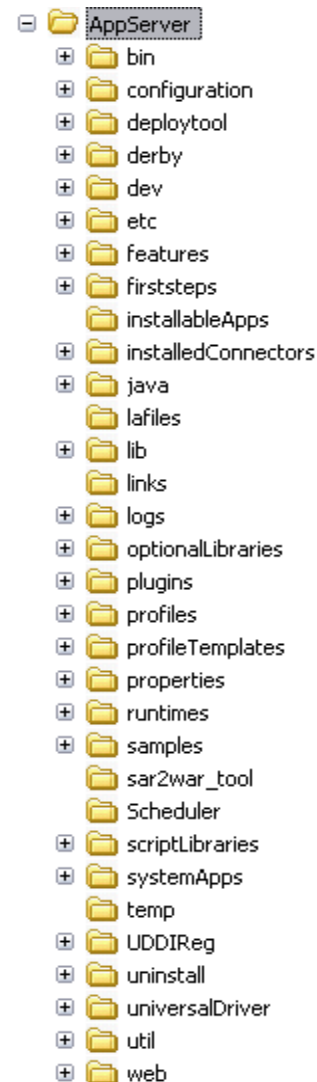 AppServer
bin
configuration
deploytool
derby
dev
etc
features
firststeps
installableApps
installedConnectors
java
lafiles
lib
links
logs
optionalLibraries
plugins
profiles
profileTemplates
properties
runtimes
samples
sar2war_tool
Scheduler
scriptLibraries
systemApps
temp
UDDIReg
uninstall
universalDriver
util
web